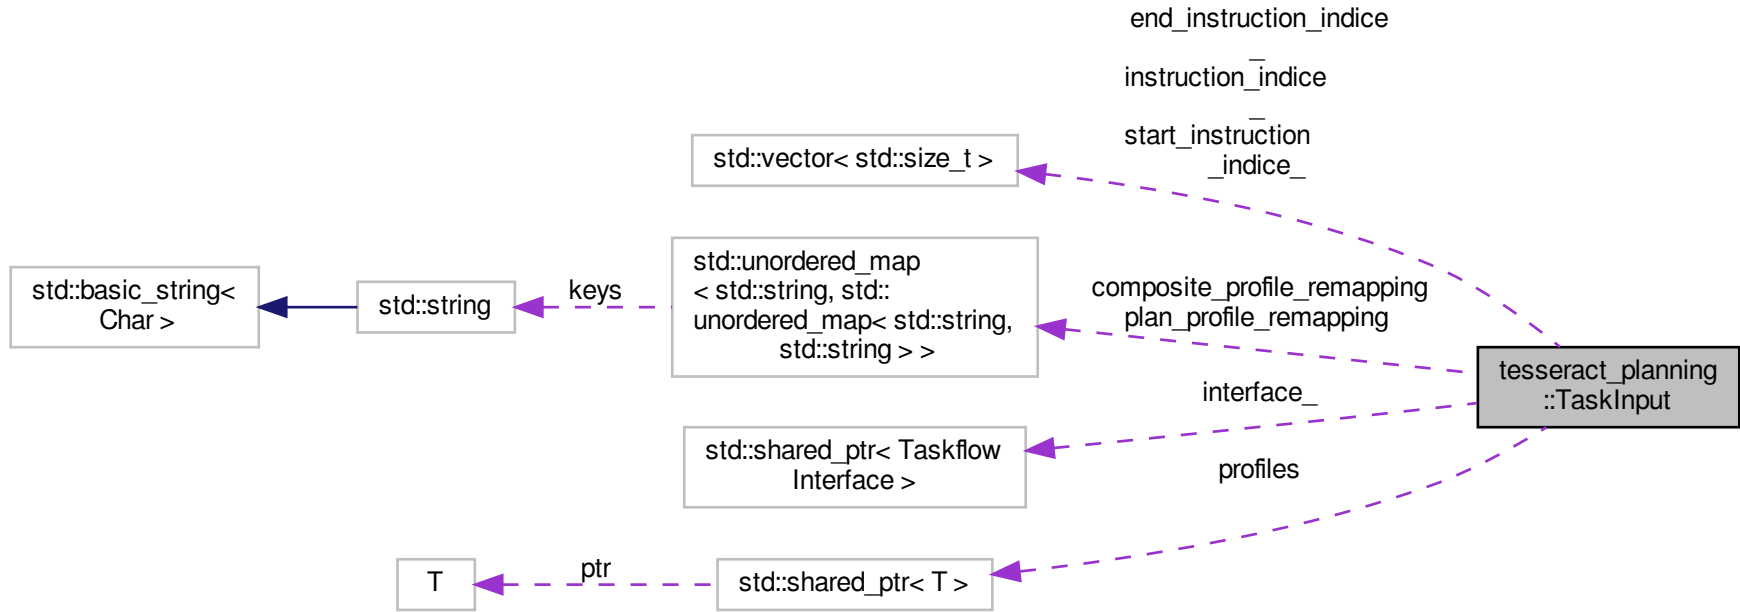 end_instruction_indice
_
instruction_indice
_
start_instruction
_indice_
std::vector< std::size_t >
std::unordered_map
< std::string, std::
unordered_map< std::string,
std::string > >
std::basic_string<
Char >
std::string
keys
composite_profile_remapping
plan_profile_remapping
tesseract_planning
::TaskInput
interface_
std::shared_ptr< Taskflow
Interface >
profiles
T
ptr
std::shared_ptr< T >